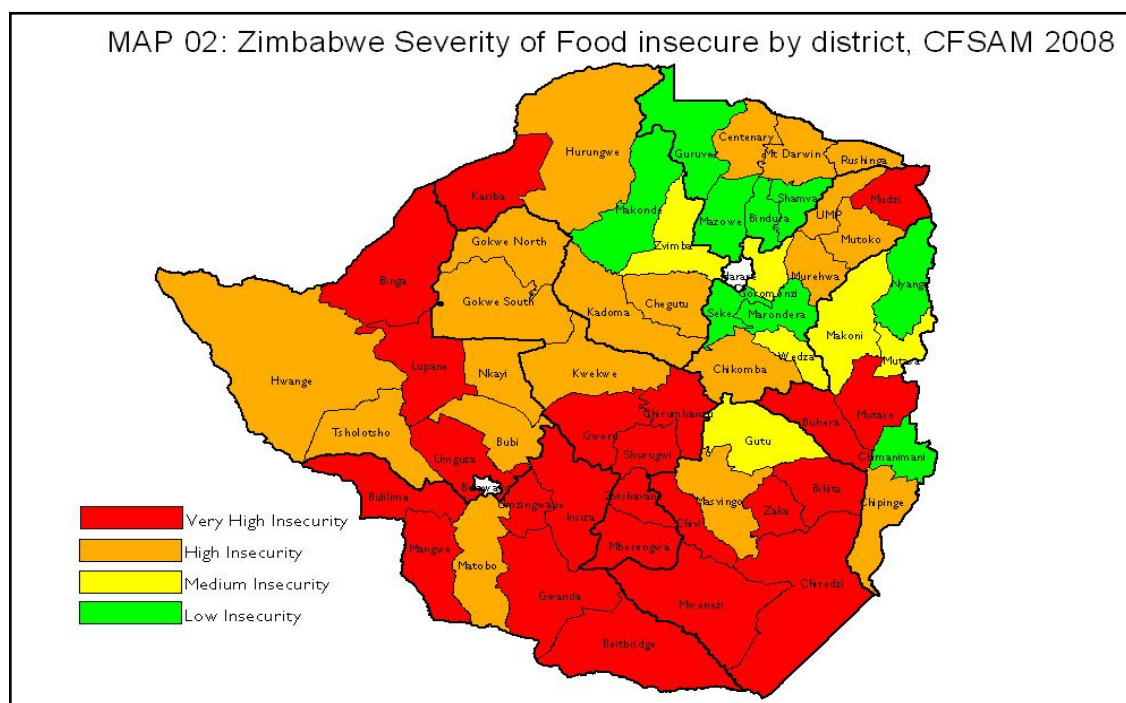 MAP 02: Zimbabwe Severity of Food insecure by district, CFSAM 2008
Centenary
Mt Darwin
Hurungwe
Guruve
Rushinga
Kariba
Shamva
Mudzi
Makonde
Mazowe
Bindura
UMP
Zvimba
Mutoko
Gokwe North
Binga
Harare
Murehwa
Nyanga
Goromonzi
Gokwe South
Kadoma
Chegutu
Seke
Marondera
Makoni
Wedza
Mutasa
Lupane
Nkayi
Kwekwe
Chikomba
Hwange
Chirumhanzu
Buhera
Mutare
Tsholotsho
Bubi
Gweru
Gutu
Umguza
Shurugwi
Chimanimani
Bulawayo
Bulilima
Umzingwane
Zvishavane
Masvingo
Bikita
Chipinge
Insiza
Chivi
Zaka
Mangwe
Mberengwa
Matobo
Chiredzi
Gwanda
Mwenezi
Beitbridge
Very High Insecurity
High Insecurity
Medium Insecurity
Low Insecurity